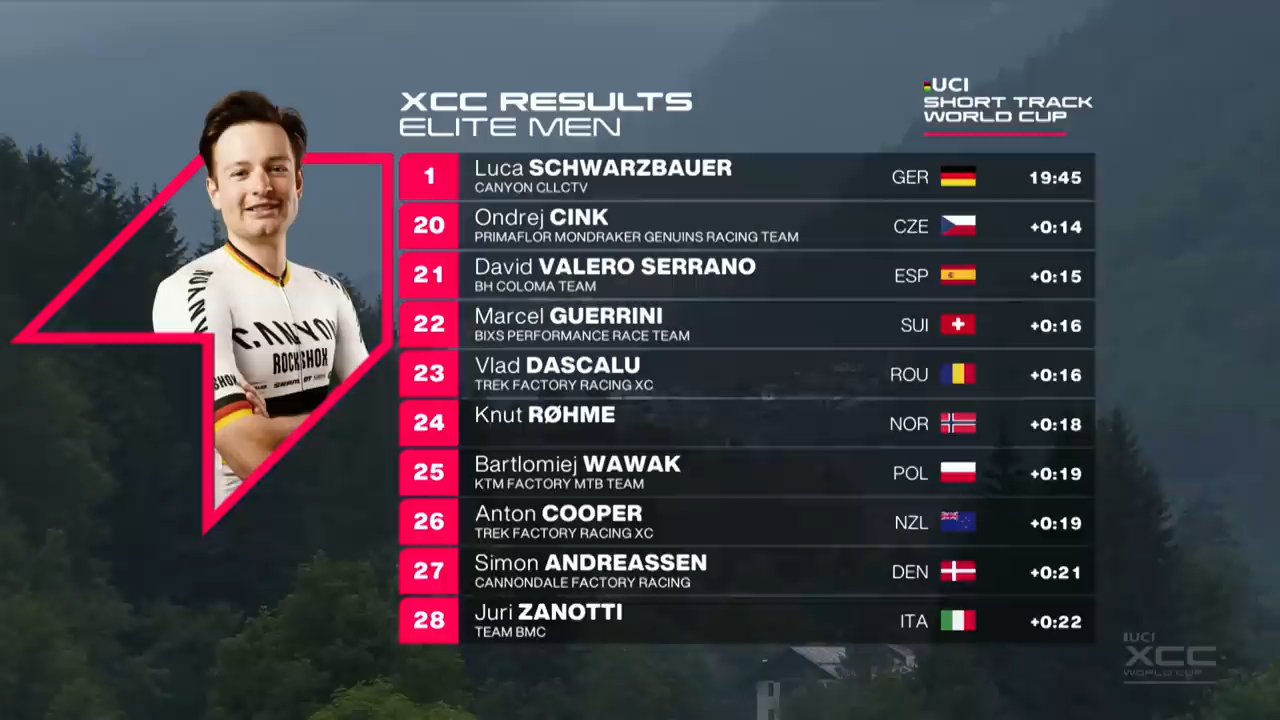 XCC RESULTS
ELITE MEN
UCI
SHORT TRACK
WORLD CUP
1 Luca SCHWARZBAUER GER 19:45
CANYON CLLCTV
20 Ondrej CINK CZE +0:14
PRIMAFLOR MONDRAKER GENUINS RACING TEAM
21 David VALERO SERRANO ESP +0:15
BH COLOMA TEAM
22 Marcel GUERRINI SUI +0:16
BIXS PERFORMANCE RACE TEAM
23 Vlad DASCALU ROU +0:16
TREK FACTORY RACING XC
24 Knut RØHME NOR +0:18
25 Bartlomiej WAWAK POL +0:19
KTM FACTORY MTB TEAM
26 Anton COOPER NZL +0:19
TREK FACTORY RACING XC
27 Simon ANDREASSEN DEN +0:21
CANNONDALE FACTORY RACING
28 Juri ZANOTTI ITA +0:22
TEAM BMC
CANYON
ROCKSHOX
UCI
XCC
WORLD CUP